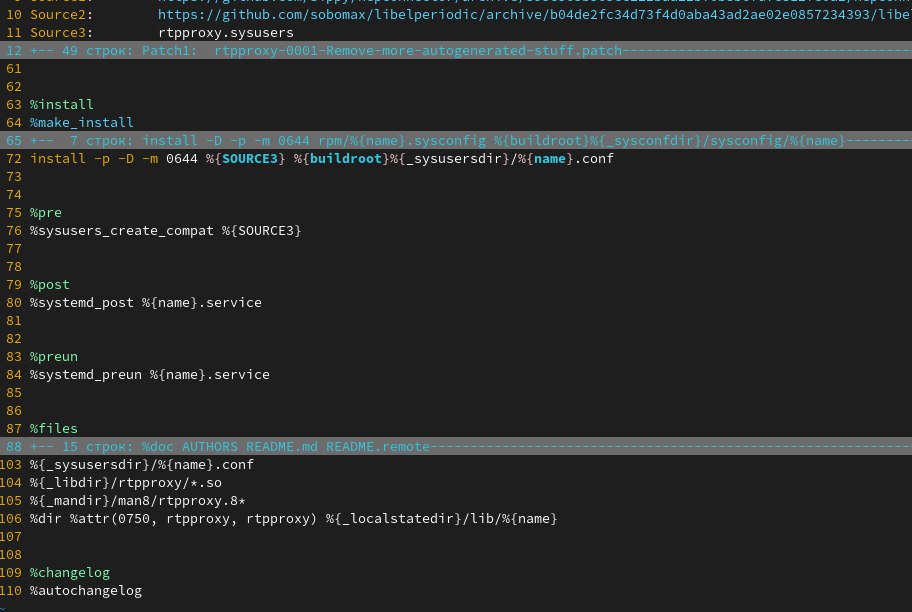 10 Source2:        https://github.com/sobomax/libelperiodic/archive/b04de2fc34d73f4d0aba43ad2ae02e0857234393/libe
11 Source3:        rtpproxy.sysusers
12 +-- 49 строк: Patch1:  rtpproxy-0001-Remove-more-autogenerated-stuff.patch
61
62
63 %install
64 %make_install
65 +--  7 строк: install -D -p -m 0644 rpm/%{name}.sysconfig %{buildroot}%{_sysconfdir}/sysconfig/%{name}
72 install -p -D -m 0644 %{SOURCE3} %{buildroot}%{_sysusersdir}/%{name}.conf
73
74
75 %pre
76 %sysusers_create_compat %{SOURCE3}
77
78
79 %post
80 %systemd_post %{name}.service
81
82
83 %preun
84 %systemd_preun %{name}.service
85
86
87 %files
88 +-- 15 строк: %doc AUTHORS README.md README.remote
103 %{_sysusersdir}/%{name}.conf
104 %{_libdir}/rtpproxy/*.so
105 %{_mandir}/man8/rtpproxy.8*
106 %dir %attr(0750, rtpproxy, rtpproxy) %{_localstatedir}/lib/%{name}
107
108
109 %changelog
110 %autochangelog
~